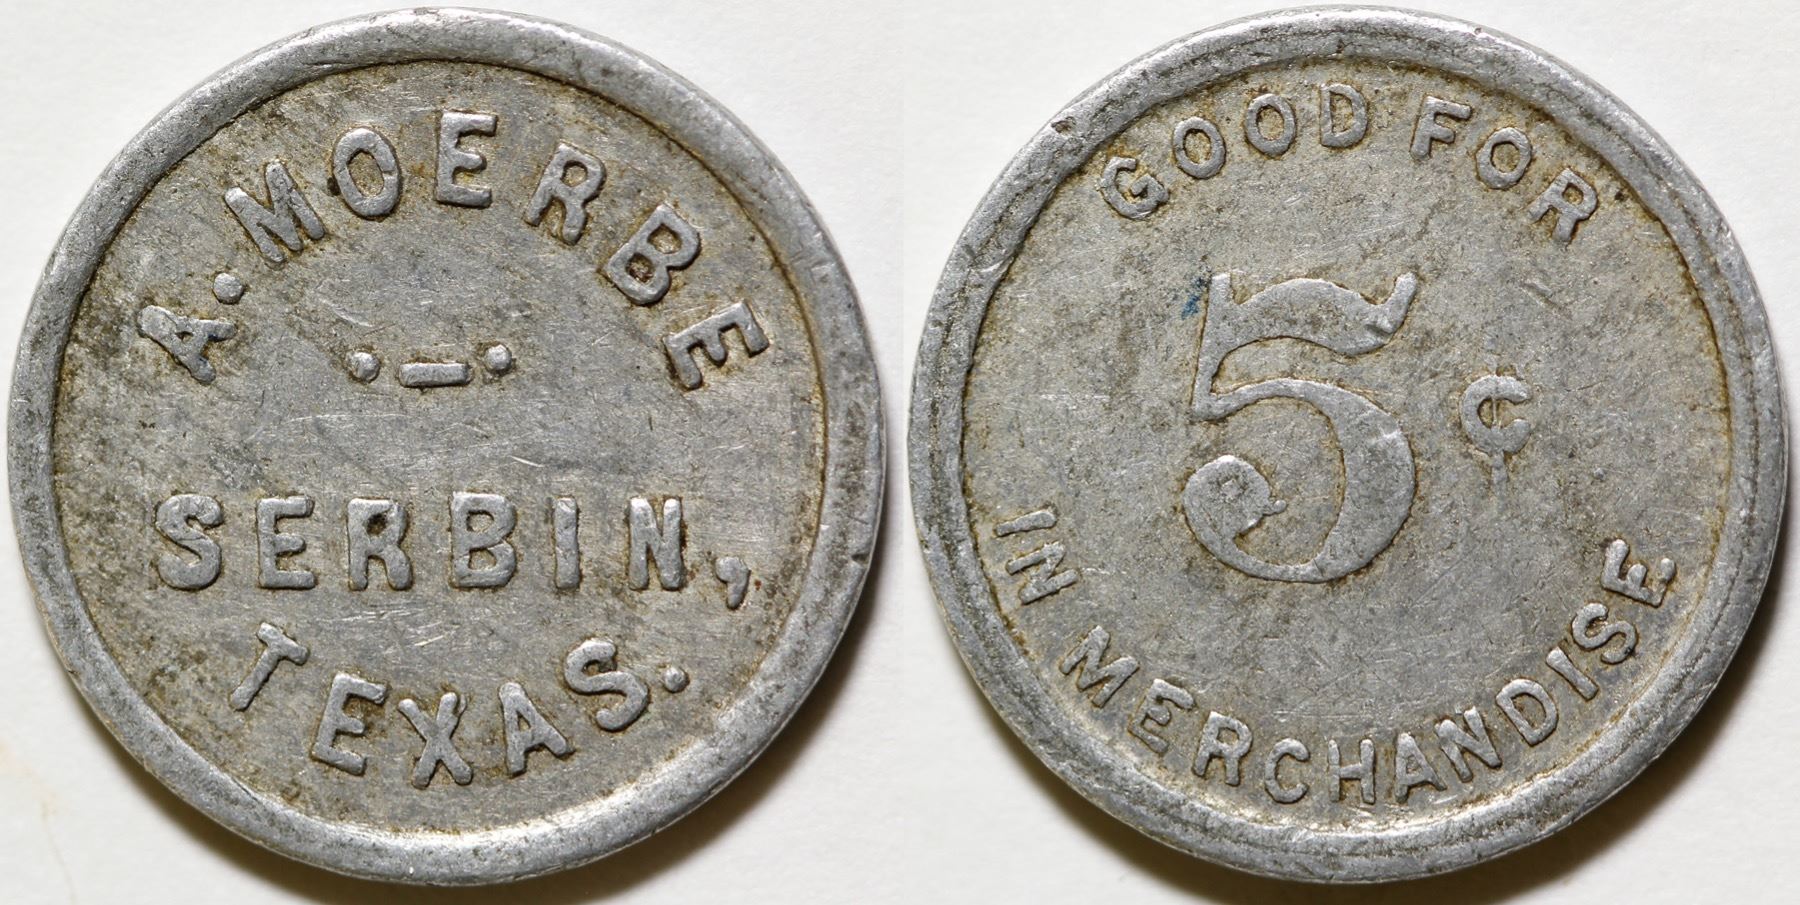 A. MOERBE
SERBIN,
TEXAS.
GOOD FOR
5 ¢
IN MERCHANDISE.